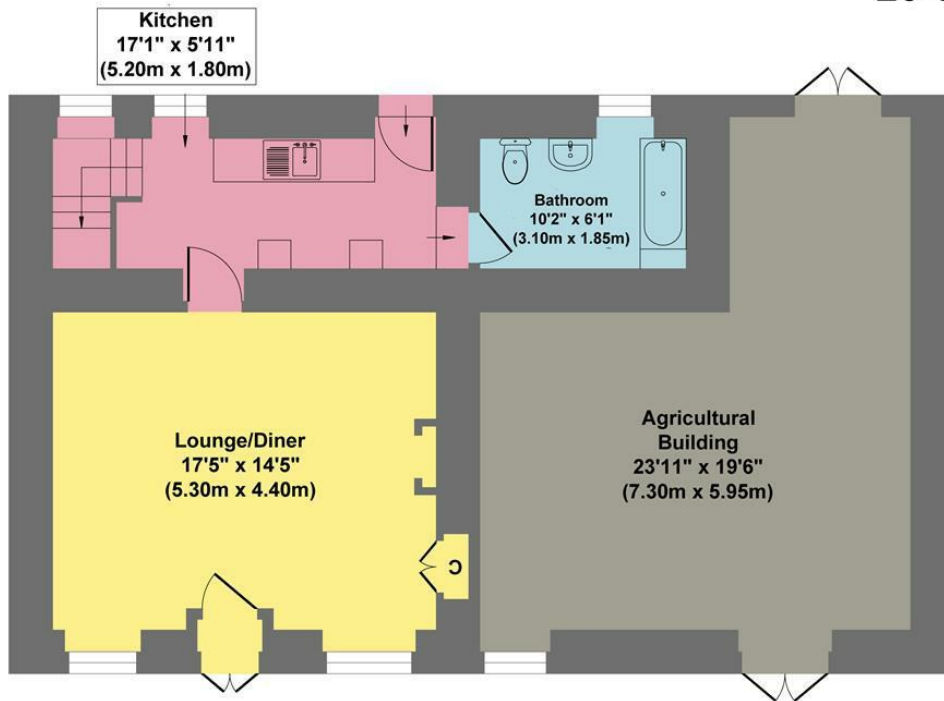 Kitchen
17'1" x 5'11"
(5.20m x 1.80m)
Bathroom
10'2" x 6'1"
(3.10m x 1.85m)
Lounge/Diner
17'5" x 14'5"
(5.30m x 4.40m)
C
Agricultural
Building
23'11" x 19'6"
(7.30m x 5.95m)